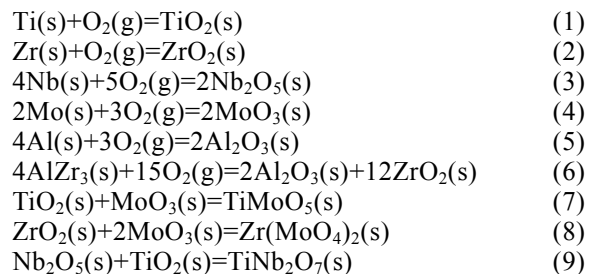 Ti(s)+O₂(g)=TiO₂(s) (1)
Zr(s)+O₂(g)=ZrO₂(s) (2)
4Nb(s)+5O₂(g)=2Nb₂O₅(s) (3)
2Mo(s)+3O₂(g)=2MoO₃(s) (4)
4Al(s)+3O₂(g)=2Al₂O₃(s) (5)
4AlZr₃(s)+15O₂(g)=2Al₂O₃(s)+12ZrO₂(s) (6)
TiO₂(s)+MoO₃(s)=TiMoO₅(s) (7)
ZrO₂(s)+2MoO₃(s)=Zr(MoO₄)₂(s) (8)
Nb₂O₅(s)+TiO₂(s)=TiNb₂O₇(s) (9)